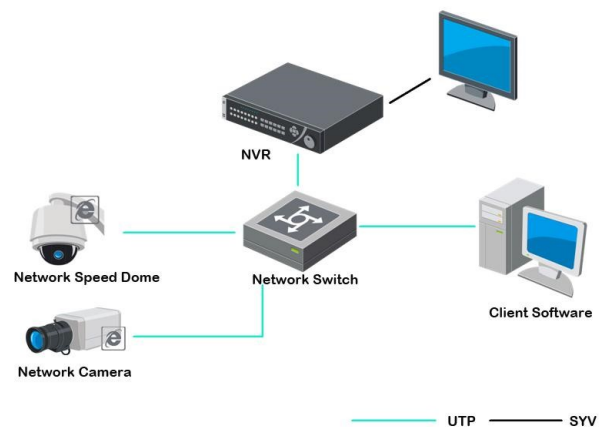 NVR
Network Speed Dome
Network Switch
Client Software
Network Camera
UTP
SYV